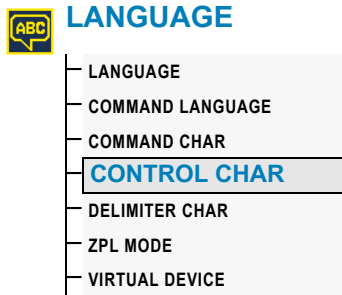 ABC
LANGUAGE
LANGUAGE
COMMAND LANGUAGE
COMMAND CHAR
CONTROL CHAR
DELIMITER CHAR
ZPL MODE
VIRTUAL DEVICE